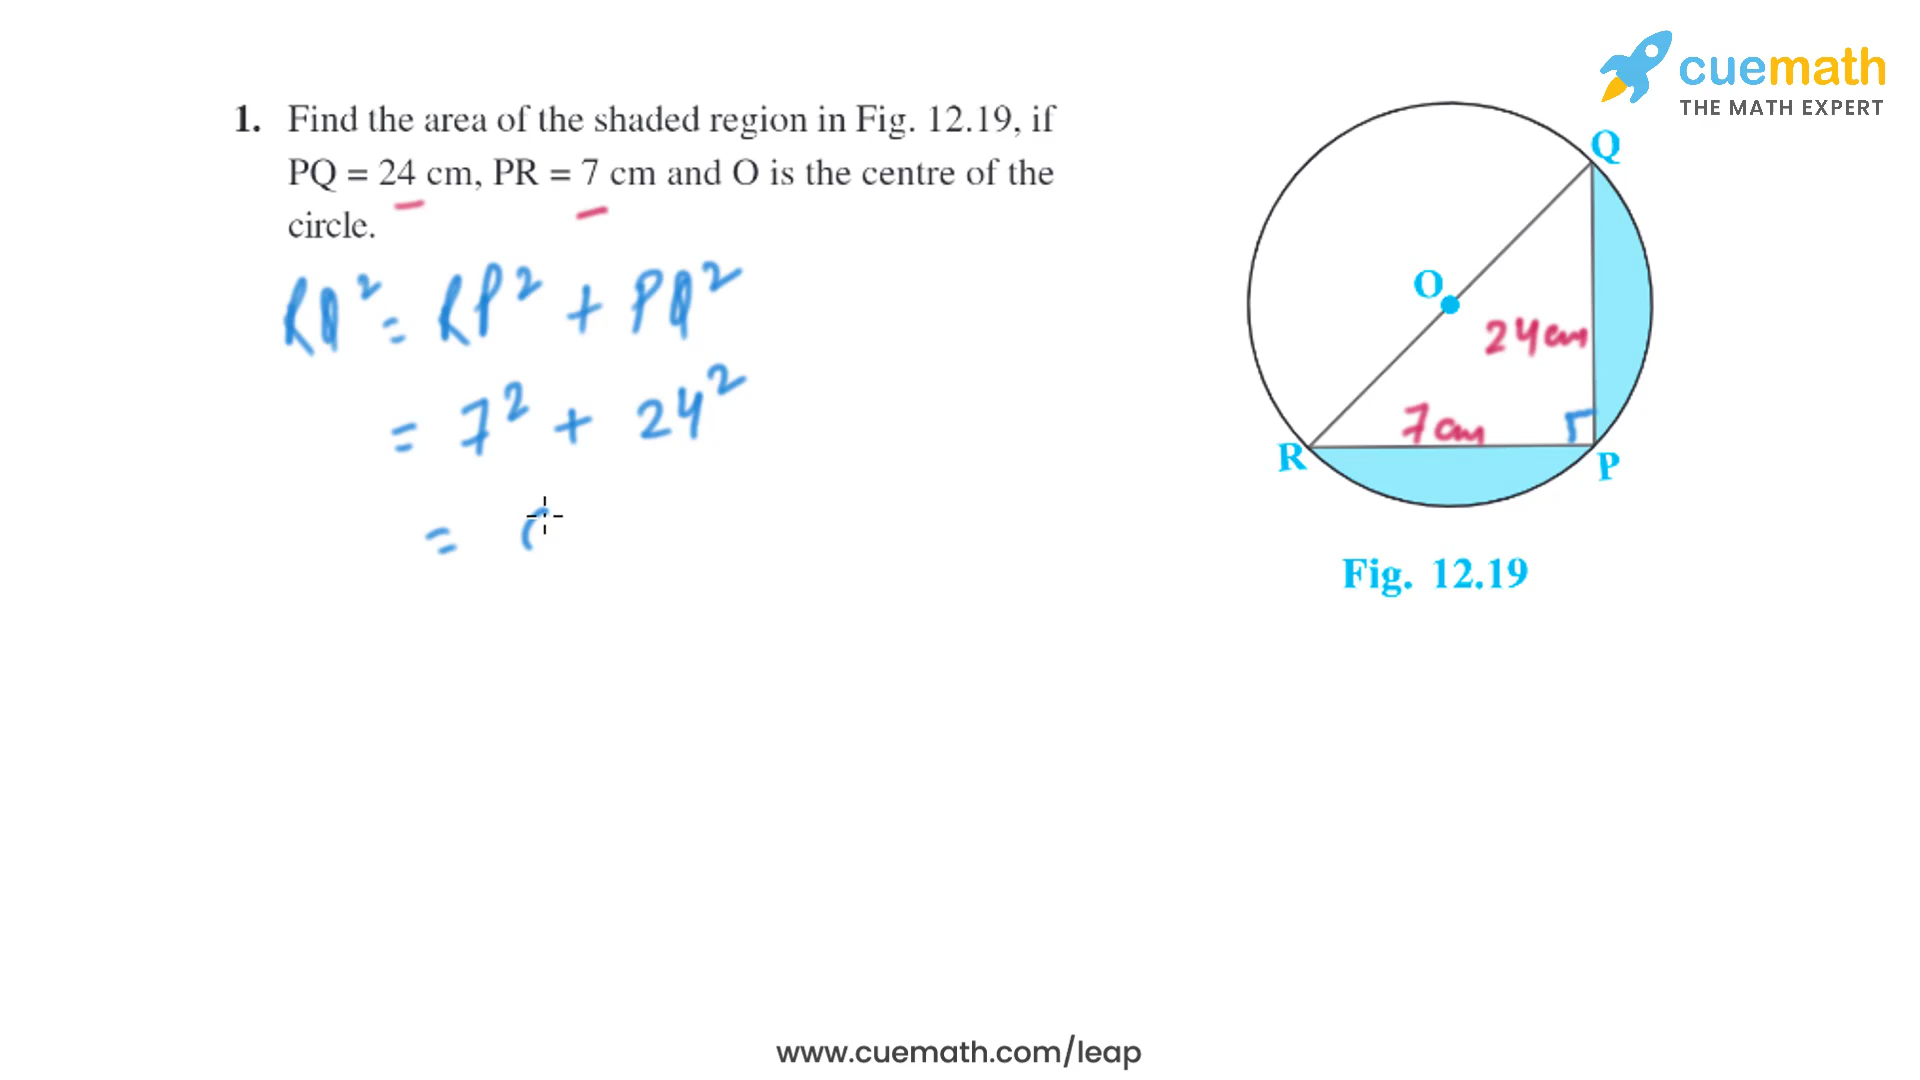 cuemath
THE MATH EXPERT
1. Find the area of the shaded region in Fig. 12.19, if
PQ = 24 cm, PR = 7 cm and O is the centre of the
circle.
RQ² = RP² + PQ²
= 7² + 24²
=
Q
O
24cm
7cm
R
P
Fig. 12.19
www.cuemath.com/leap